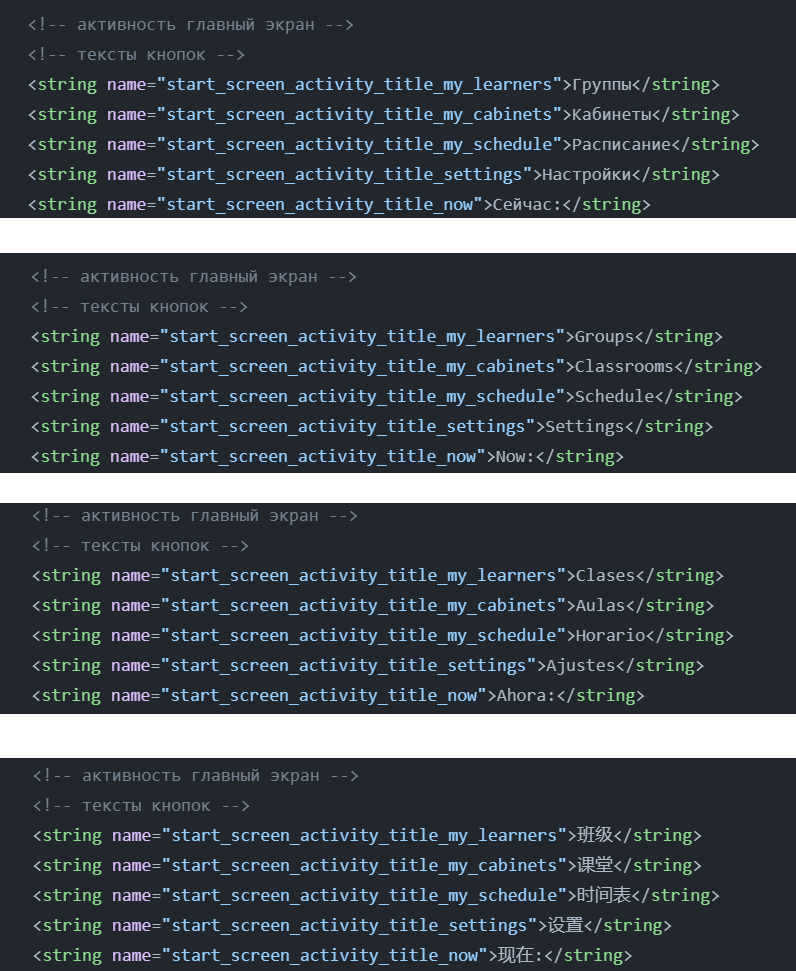 <!-- активность главный экран -->
<!-- тексты кнопок -->
<string name="start_screen_activity_title_my_learners">Группы</string>
<string name="start_screen_activity_title_my_cabinets">Кабинеты</string>
<string name="start_screen_activity_title_my_schedule">Расписание</string>
<string name="start_screen_activity_title_settings">Настройки</string>
<string name="start_screen_activity_title_now">Сейчас:</string>
<!-- активность главный экран -->
<!-- тексты кнопок -->
<string name="start_screen_activity_title_my_learners">Groups</string>
<string name="start_screen_activity_title_my_cabinets">Classrooms</string>
<string name="start_screen_activity_title_my_schedule">Schedule</string>
<string name="start_screen_activity_title_settings">Settings</string>
<string name="start_screen_activity_title_now">Now:</string>
<!-- активность главный экран -->
<!-- тексты кнопок -->
<string name="start_screen_activity_title_my_learners">Clases</string>
<string name="start_screen_activity_title_my_cabinets">Aulas</string>
<string name="start_screen_activity_title_my_schedule">Horario</string>
<string name="start_screen_activity_title_settings">Ajustes</string>
<string name="start_screen_activity_title_now">Ahora:</string>
<!-- активность главный экран -->
<!-- тексты кнопок -->
<string name="start_screen_activity_title_my_learners">班级</string>
<string name="start_screen_activity_title_my_cabinets">课堂</string>
<string name="start_screen_activity_title_my_schedule">时间表</string>
<string name="start_screen_activity_title_settings">设置</string>
<string name="start_screen_activity_title_now">现在:</string>